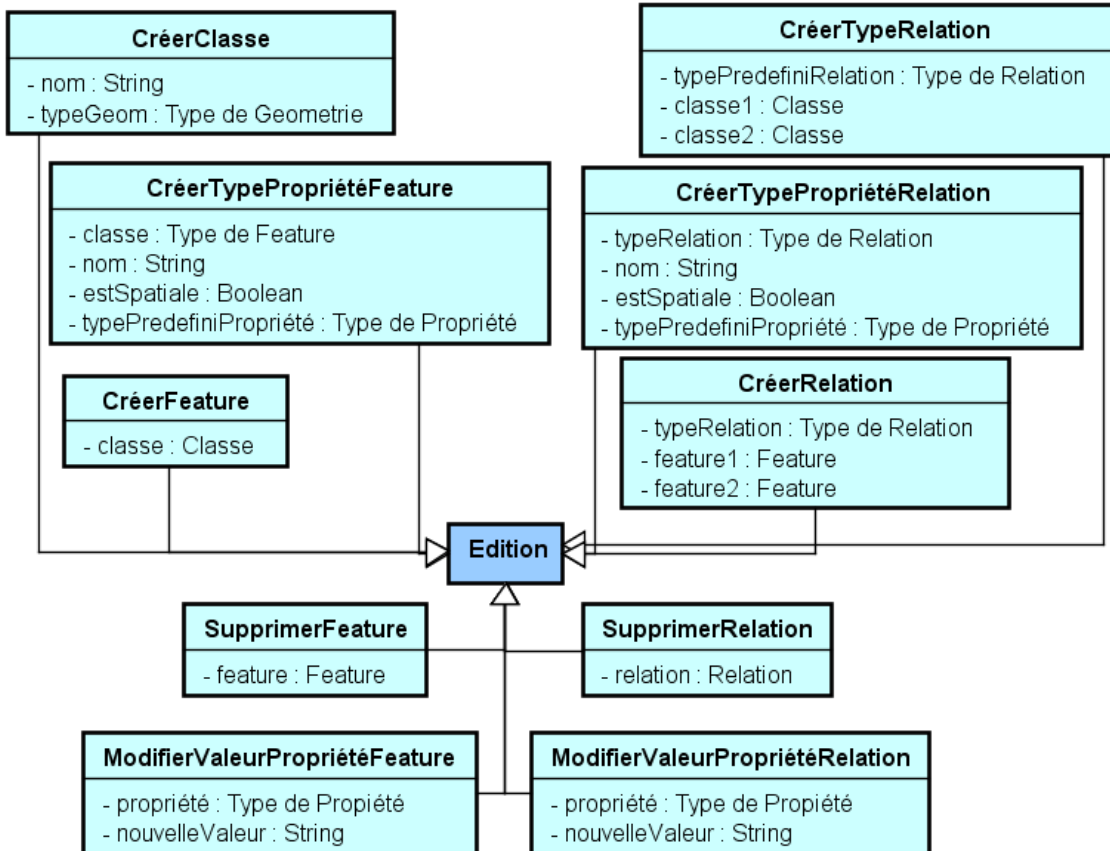 CréerClasse
- nom : String
- typeGeom : Type de Geometrie
CréerTypeRelation
- typePredefiniRelation : Type de Relation
- classe1 : Classe
- classe2 : Classe
CréerTypePropriétéFeature
- classe : Type de Feature
- nom : String
- estSpatiale : Boolean
- typePredefiniPropriété : Type de Propriété
CréerTypePropriétéRelation
- typeRelation : Type de Relation
- nom : String
- estSpatiale : Boolean
- typePredefiniPropriété : Type de Propriété
CréerFeature
- classe : Classe
CréerRelation
- typeRelation : Type de Relation
- feature1 : Feature
- feature2 : Feature
Edition
SupprimerFeature
- feature : Feature
SupprimerRelation
- relation : Relation
ModifierValeurPropriétéFeature
- propriété : Type de Propiété
- nouvelleValeur : String
ModifierValeurPropriétéRelation
- propriété : Type de Propiété
- nouvelleValeur : String